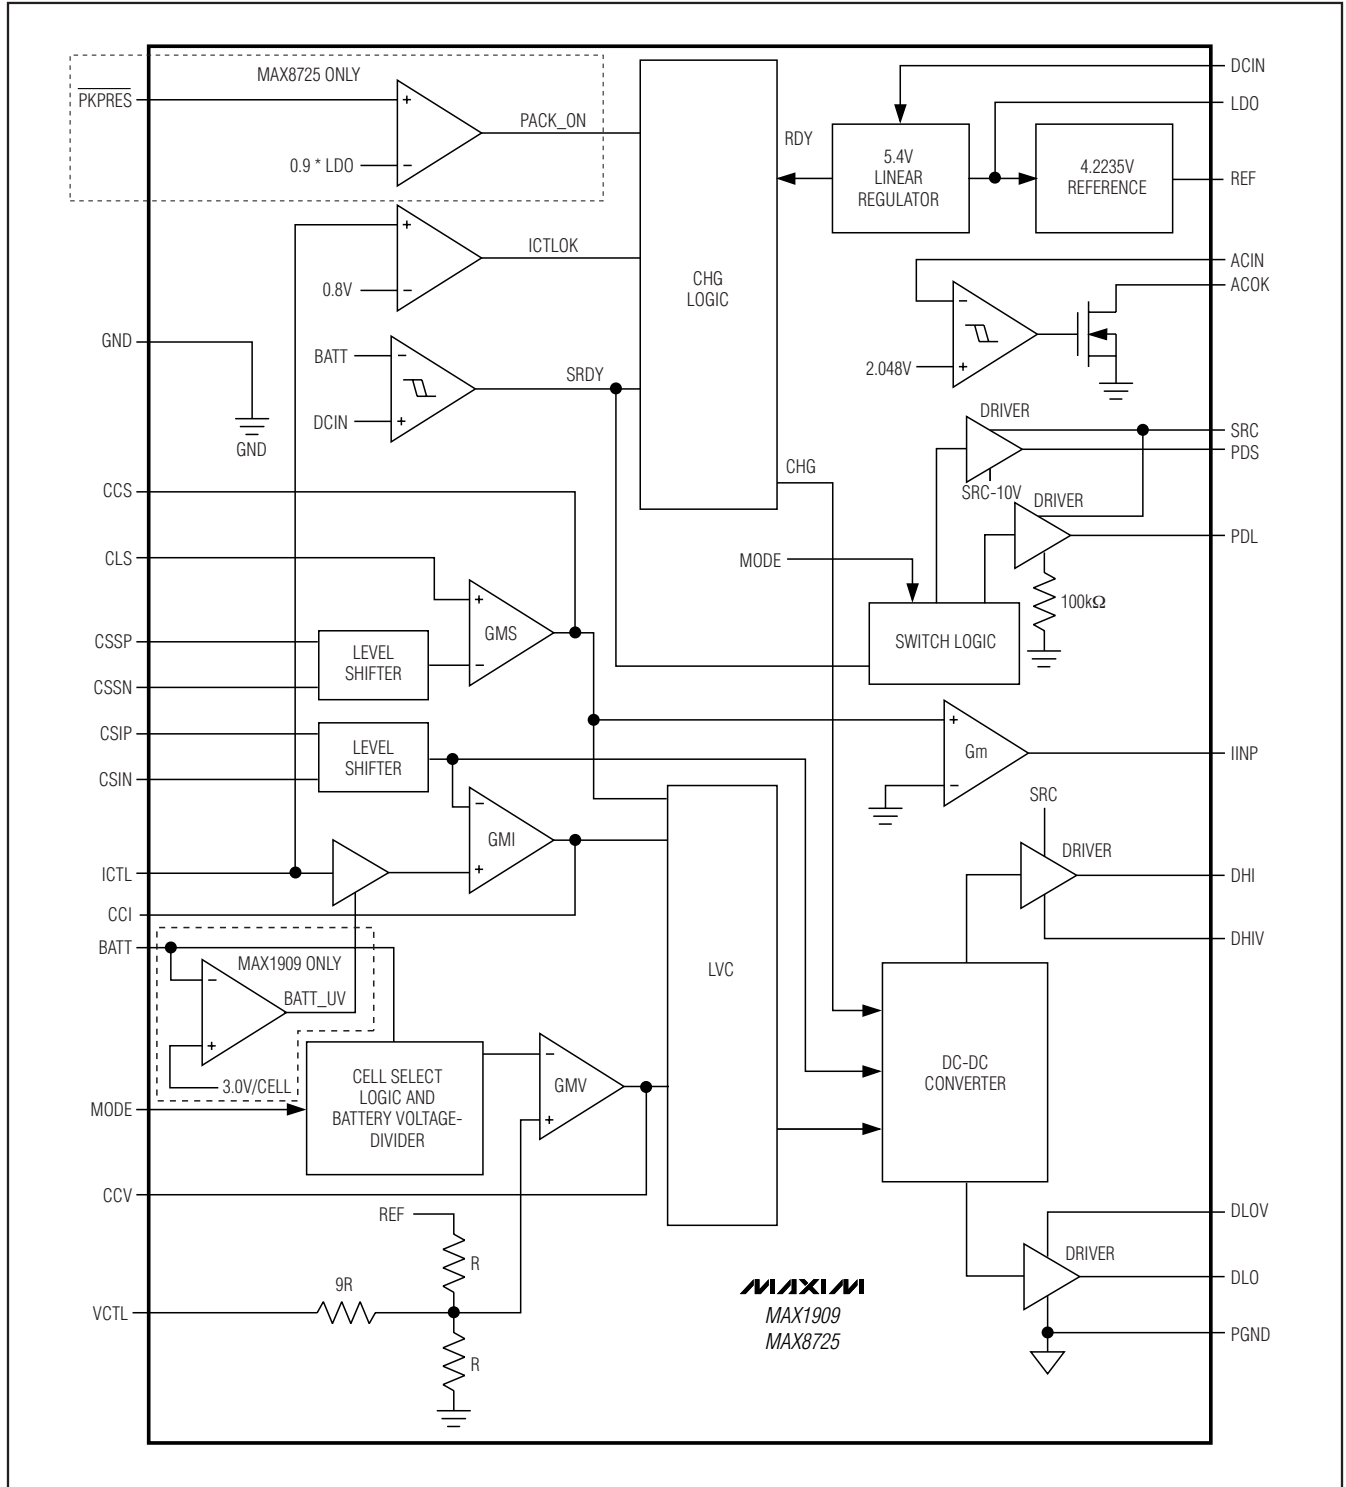 MAX8725 ONLY
PKPRES
+
PACK_ON
0.9 * LDO
−
+
ICTLOK
0.8V
−
GND
GND
BATT
−
SRDY
DCIN
+
CHG
LOGIC
RDY
CHG
5.4V
LINEAR
REGULATOR
4.2235V
REFERENCE
DCIN
LDO
REF
ACIN
ACOK
−
2.048V
+
DRIVER
SRC
PDS
SRC-10V
DRIVER
PDL
100kΩ
MODE
SWITCH LOGIC
CCS
CLS
+
GMS
−
CSSP
LEVEL
SHIFTER
CSSN
CSIP
LEVEL
SHIFTER
CSIN
−
GMI
+
ICTL
CCI
BATT
MAX1909 ONLY
−
BATT_UV
+
3.0V/CELL
MODE
CELL SELECT
LOGIC AND
BATTERY VOLTAGE-
DIVIDER
−
GMV
+
CCV
REF
R
9R
VCTL
R
LVC
+
Gm
−
IINP
SRC
DRIVER
DHI
DHIV
DC-DC
CONVERTER
DLOV
DRIVER
DLO
PGND
MAXIM
MAX1909
MAX8725